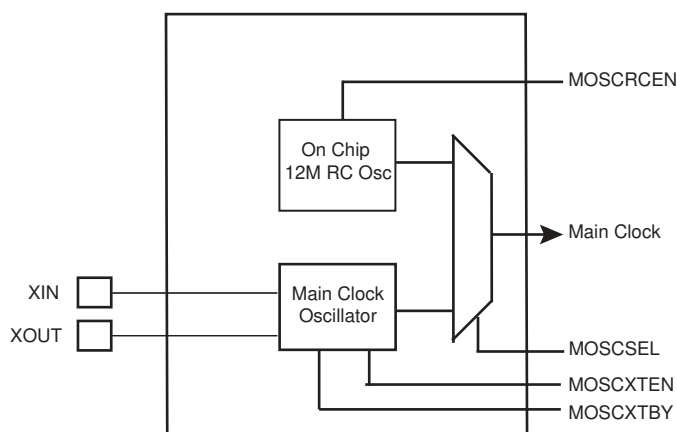 MOSCRCEN
On Chip
12M RC Osc
Main Clock
XIN
Main Clock
Oscillator
XOUT
MOSCSEL
MOSCXTEN
MOSCXTBY